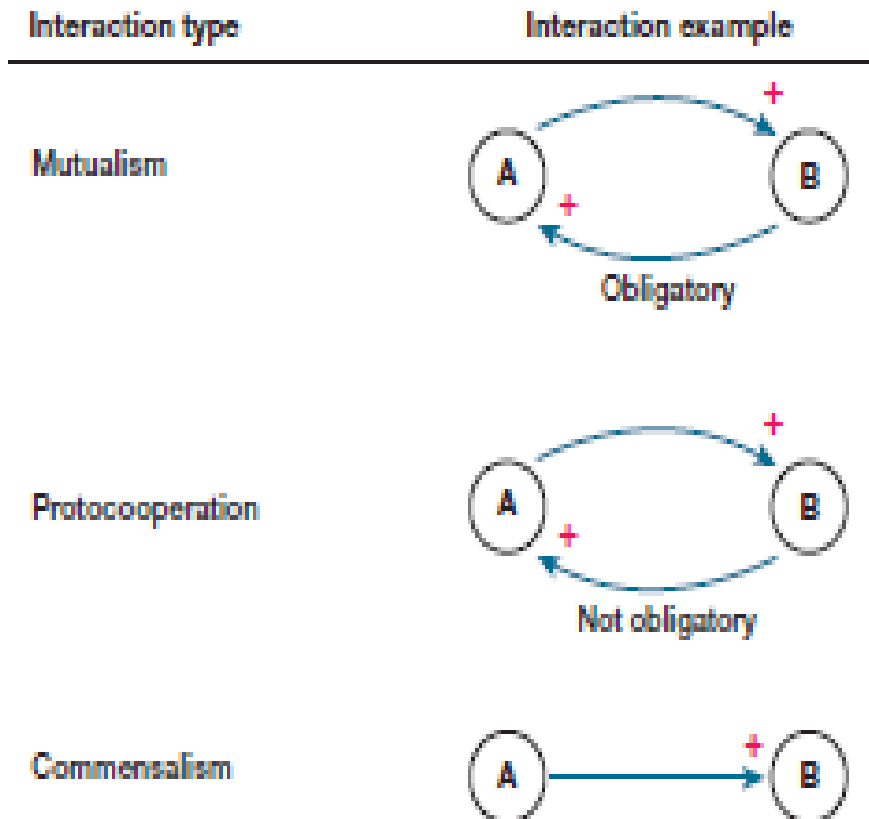 Interaction type Interaction example
+
Mutualism A B
+
Obligatory
+
Protocooperation A B
+
Not obligatory
+
Commensalism A B